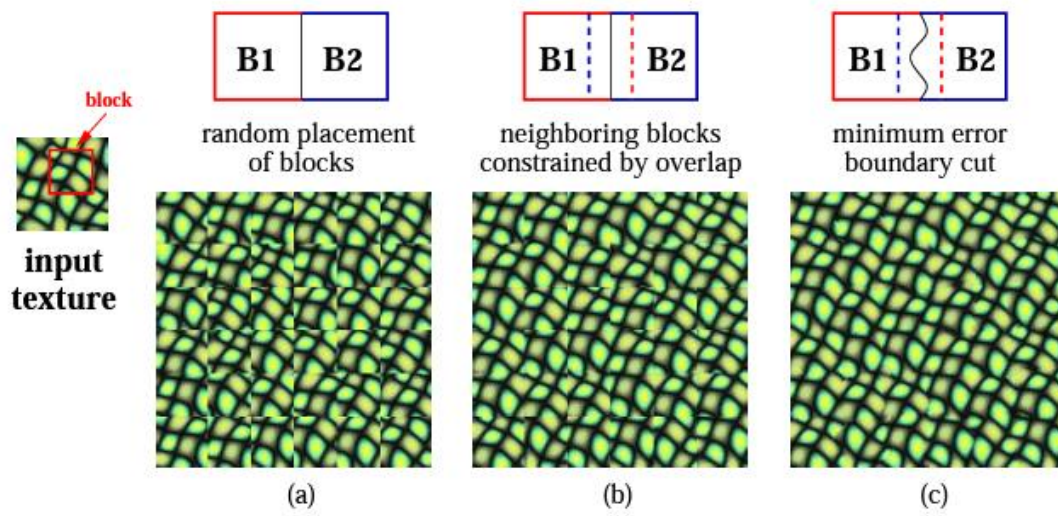 block
input
texture
B1 B2
random placement
of blocks
(a)
B1 B2
neighboring blocks
constrained by overlap
(b)
B1 B2
minimum error
boundary cut
(c)